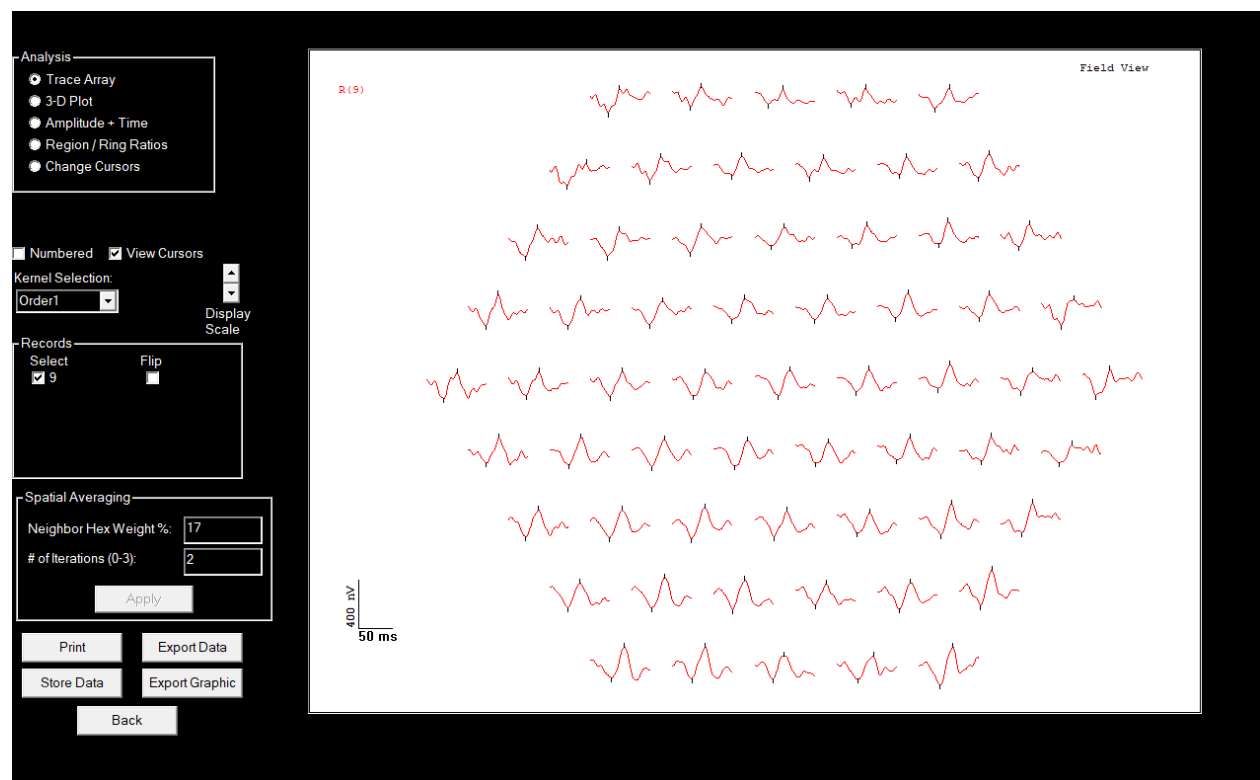 Analysis
Trace Array
3-D Plot
Amplitude + Time
Region / Ring Ratios
Change Cursors
Numbered
View Cursors
Kernel Selection:
Order1
Display
Scale
Records
Select Flip
9
Spatial Averaging
Neighbor Hex Weight %: 17
# of Iterations (0-3): 2
Apply
Print Export Data
Store Data Export Graphic
Back
Field View
R(9)
400 nV
50 ms